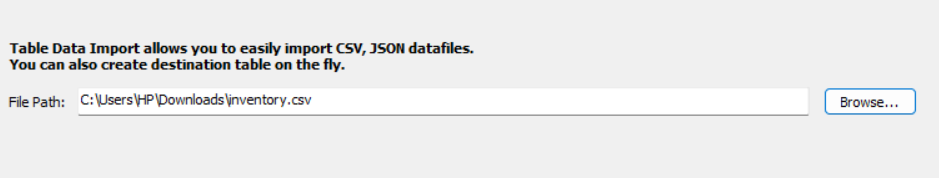 Table Data Import allows you to easily import CSV, JSON datafiles.
You can also create destination table on the fly.
File Path: C:\Users\HP\Downloads\inventory.csv Browse...